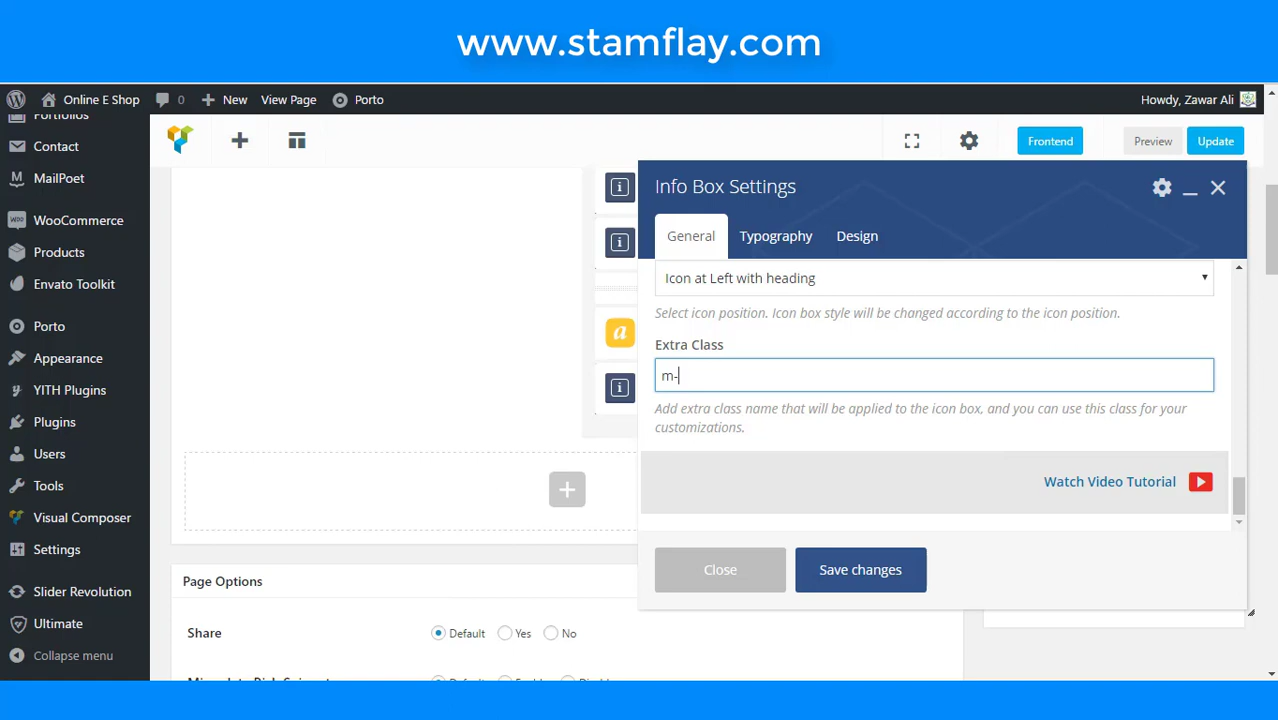 www.stamflay.com
Online E Shop 0 New View Page Porto Howdy, Zawar Ali
Portfolios
Contact
MailPoet
WooCommerce
Products
Envato Toolkit
Porto
Appearance
YITH Plugins
Plugins
Users
Tools
Visual Composer
Settings
Slider Revolution
Ultimate
Collapse menu
Frontend Preview Update
Info Box Settings
General Typography Design
Icon at Left with heading
Select icon position. Icon box style will be changed according to the icon position.
Extra Class
m-
Add extra class name that will be applied to the icon box, and you can use this class for your
customizations.
Watch Video Tutorial
Close Save changes
Page Options
Share Default Yes No